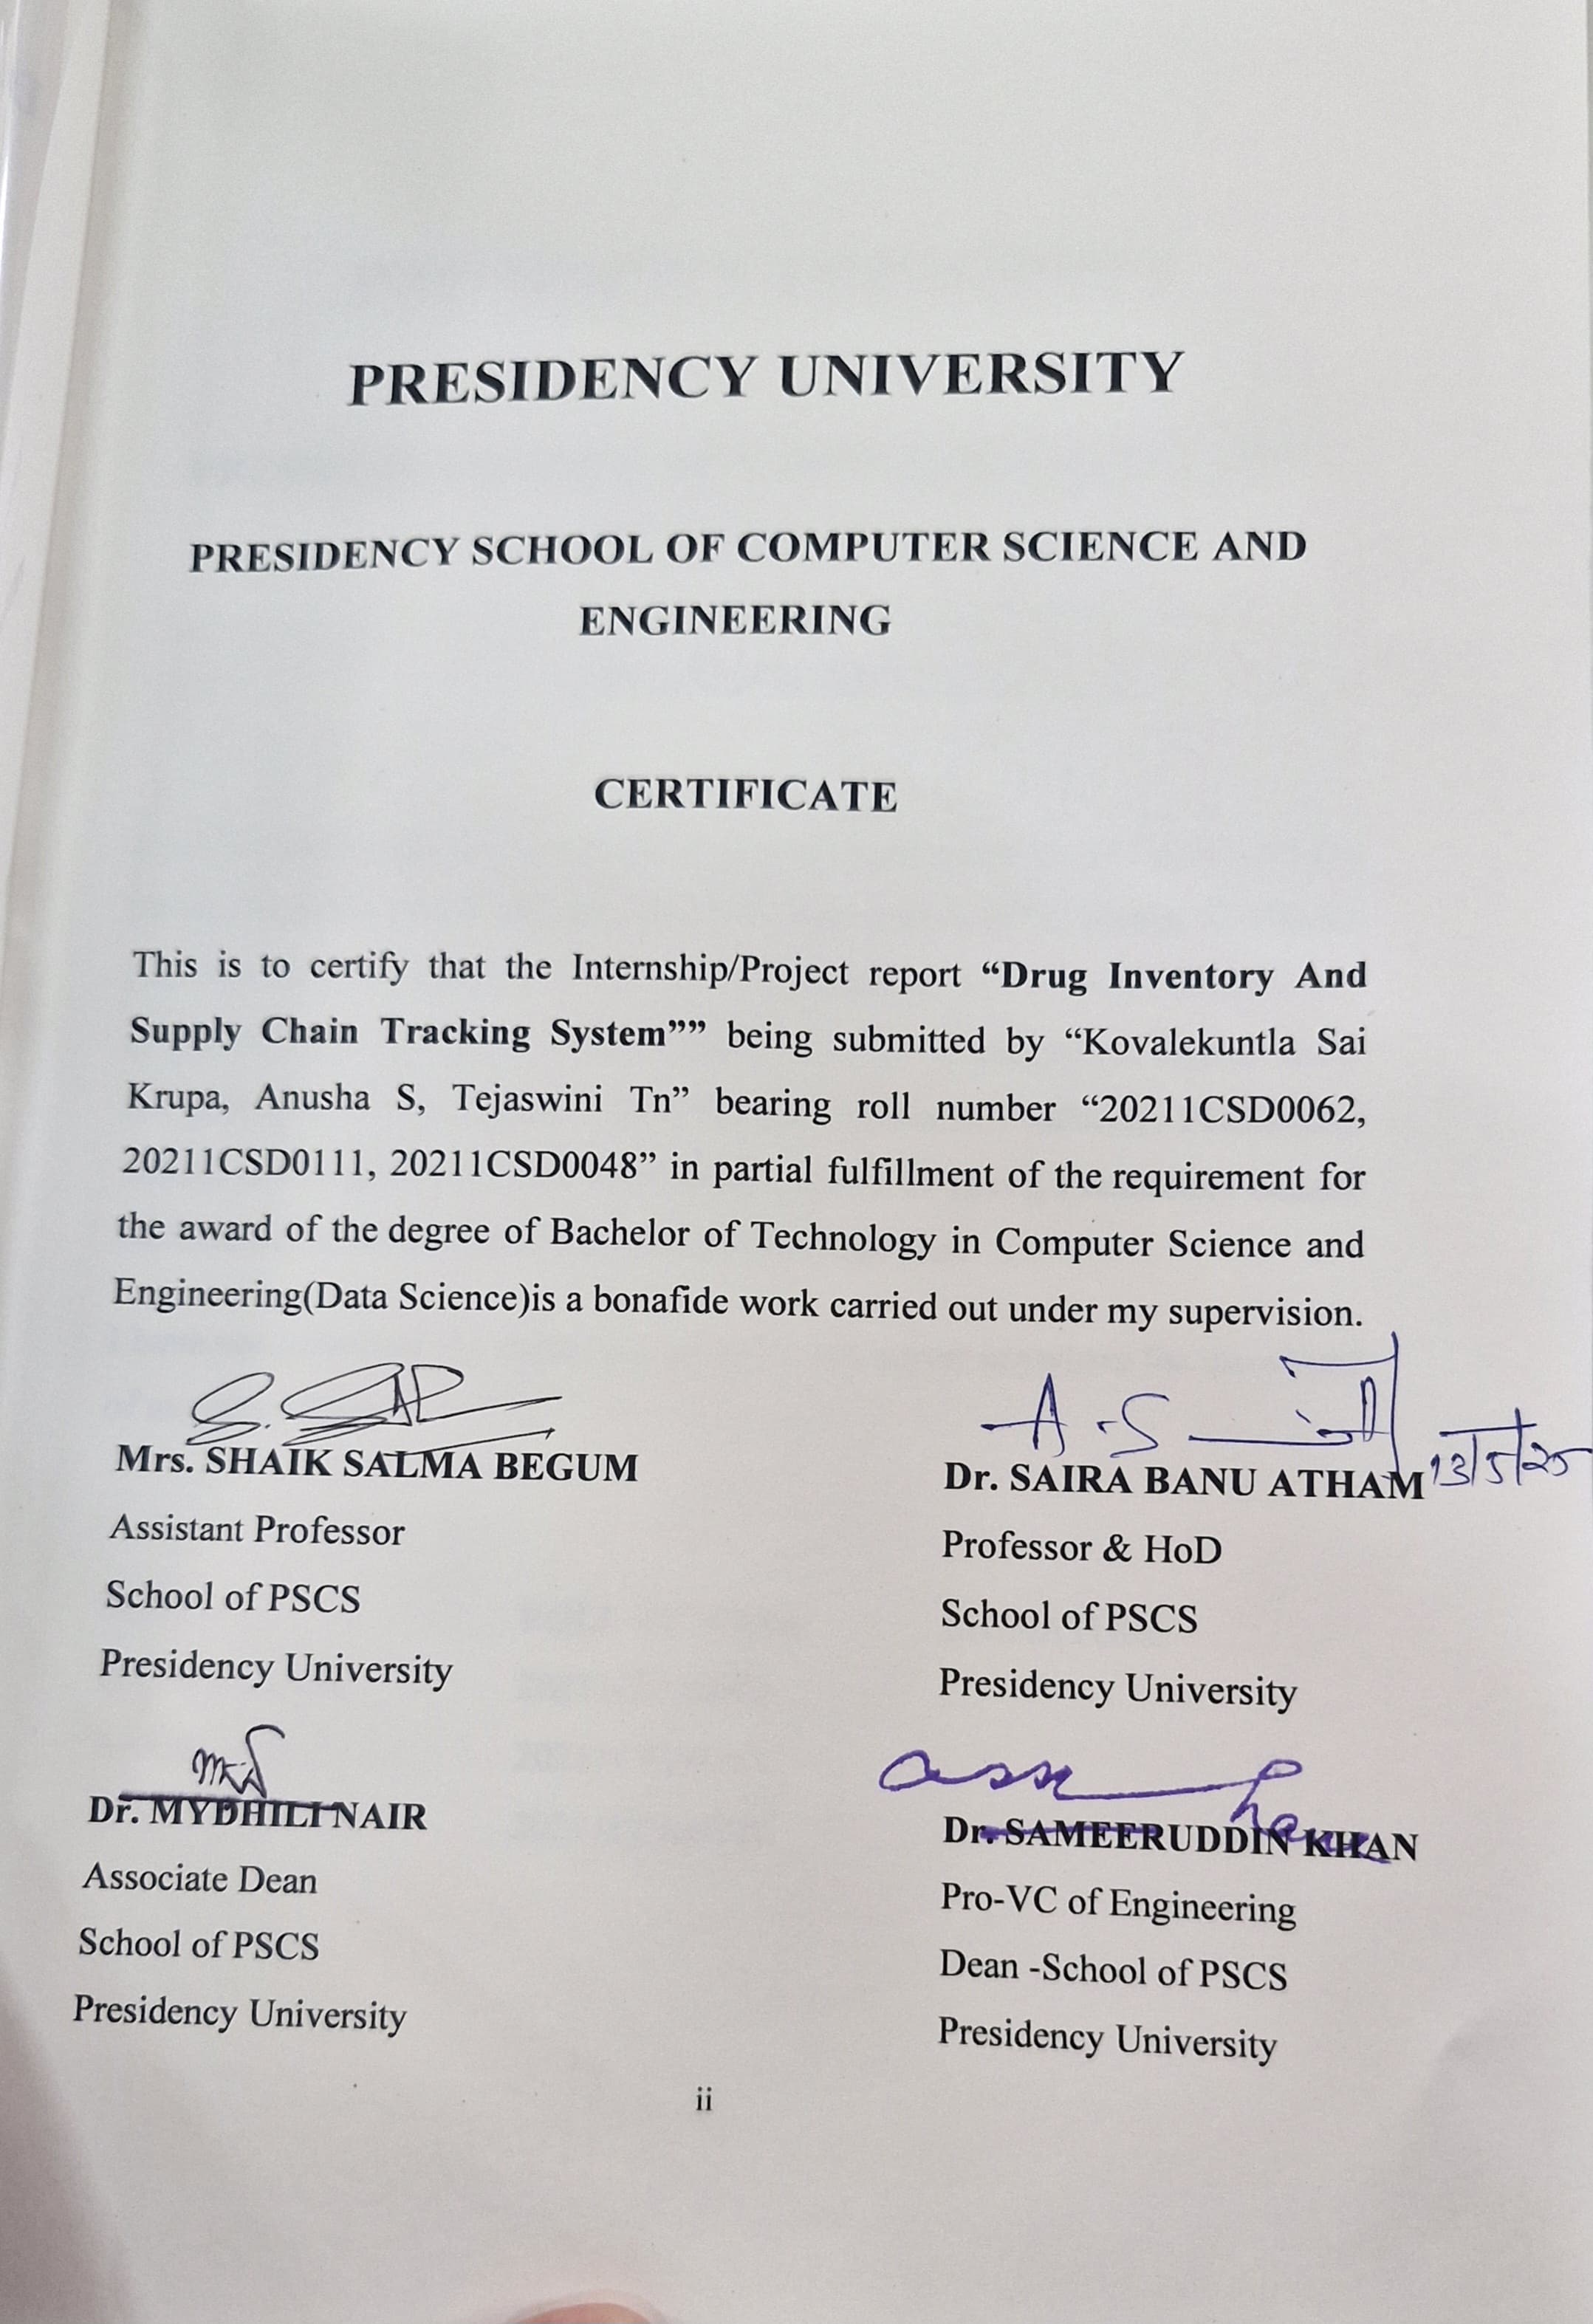 PRESIDENCY UNIVERSITY
PRESIDENCY SCHOOL OF COMPUTER SCIENCE AND
ENGINEERING
CERTIFICATE
This is to certify that the Internship/Project report “Drug Inventory And
Supply Chain Tracking System”” being submitted by “Kovalekuntla Sai
Krupa, Anusha S, Tejaswini Tn” bearing roll number “20211CSD0062,
20211CSD0111, 20211CSD0048” in partial fulfillment of the requirement for
the award of the degree of Bachelor of Technology in Computer Science and
Engineering(Data Science)is a bonafide work carried out under my supervision.
Mrs. SHAIK SALMA BEGUM
Assistant Professor
School of PSCS
Presidency University
A.S
13/5/25
Dr. SAIRA BANU ATHAM
Professor & HoD
School of PSCS
Presidency University
Dr. MYDHILI NAIR
Associate Dean
School of PSCS
Presidency University
Dr. SAMEERUDDIN KHAN
Pro-VC of Engineering
Dean -School of PSCS
Presidency University
ii